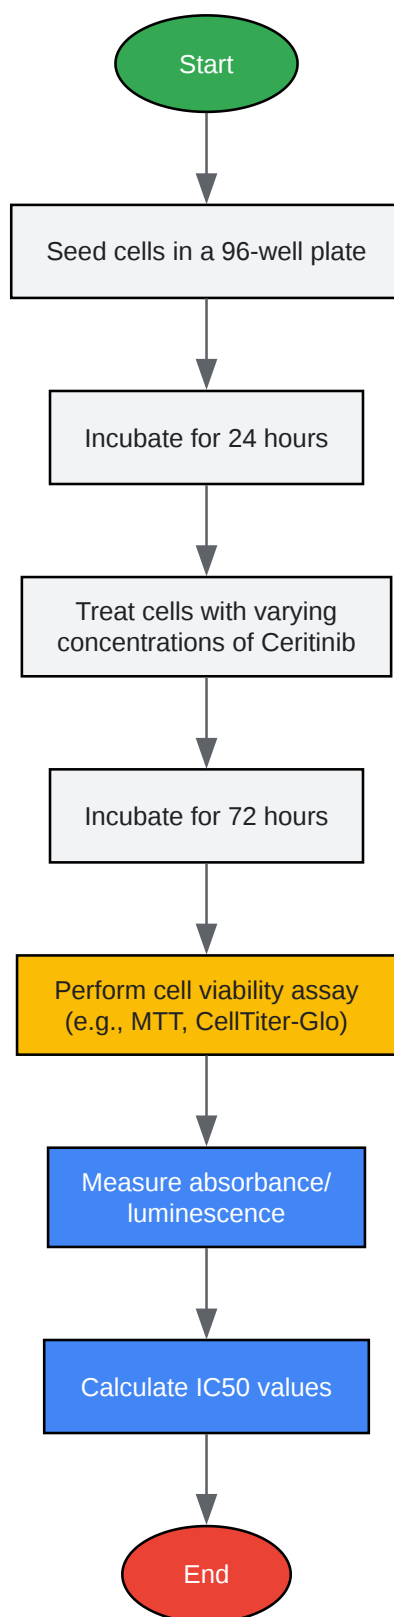 Start
Seed cells in a 96-well plate
Incubate for 24 hours
Treat cells with varying
concentrations of Ceritinib
Incubate for 72 hours
Perform cell viability assay
(e.g., MTT, CellTiter-Glo)
Measure absorbance/
luminescence
Calculate IC50 values
End